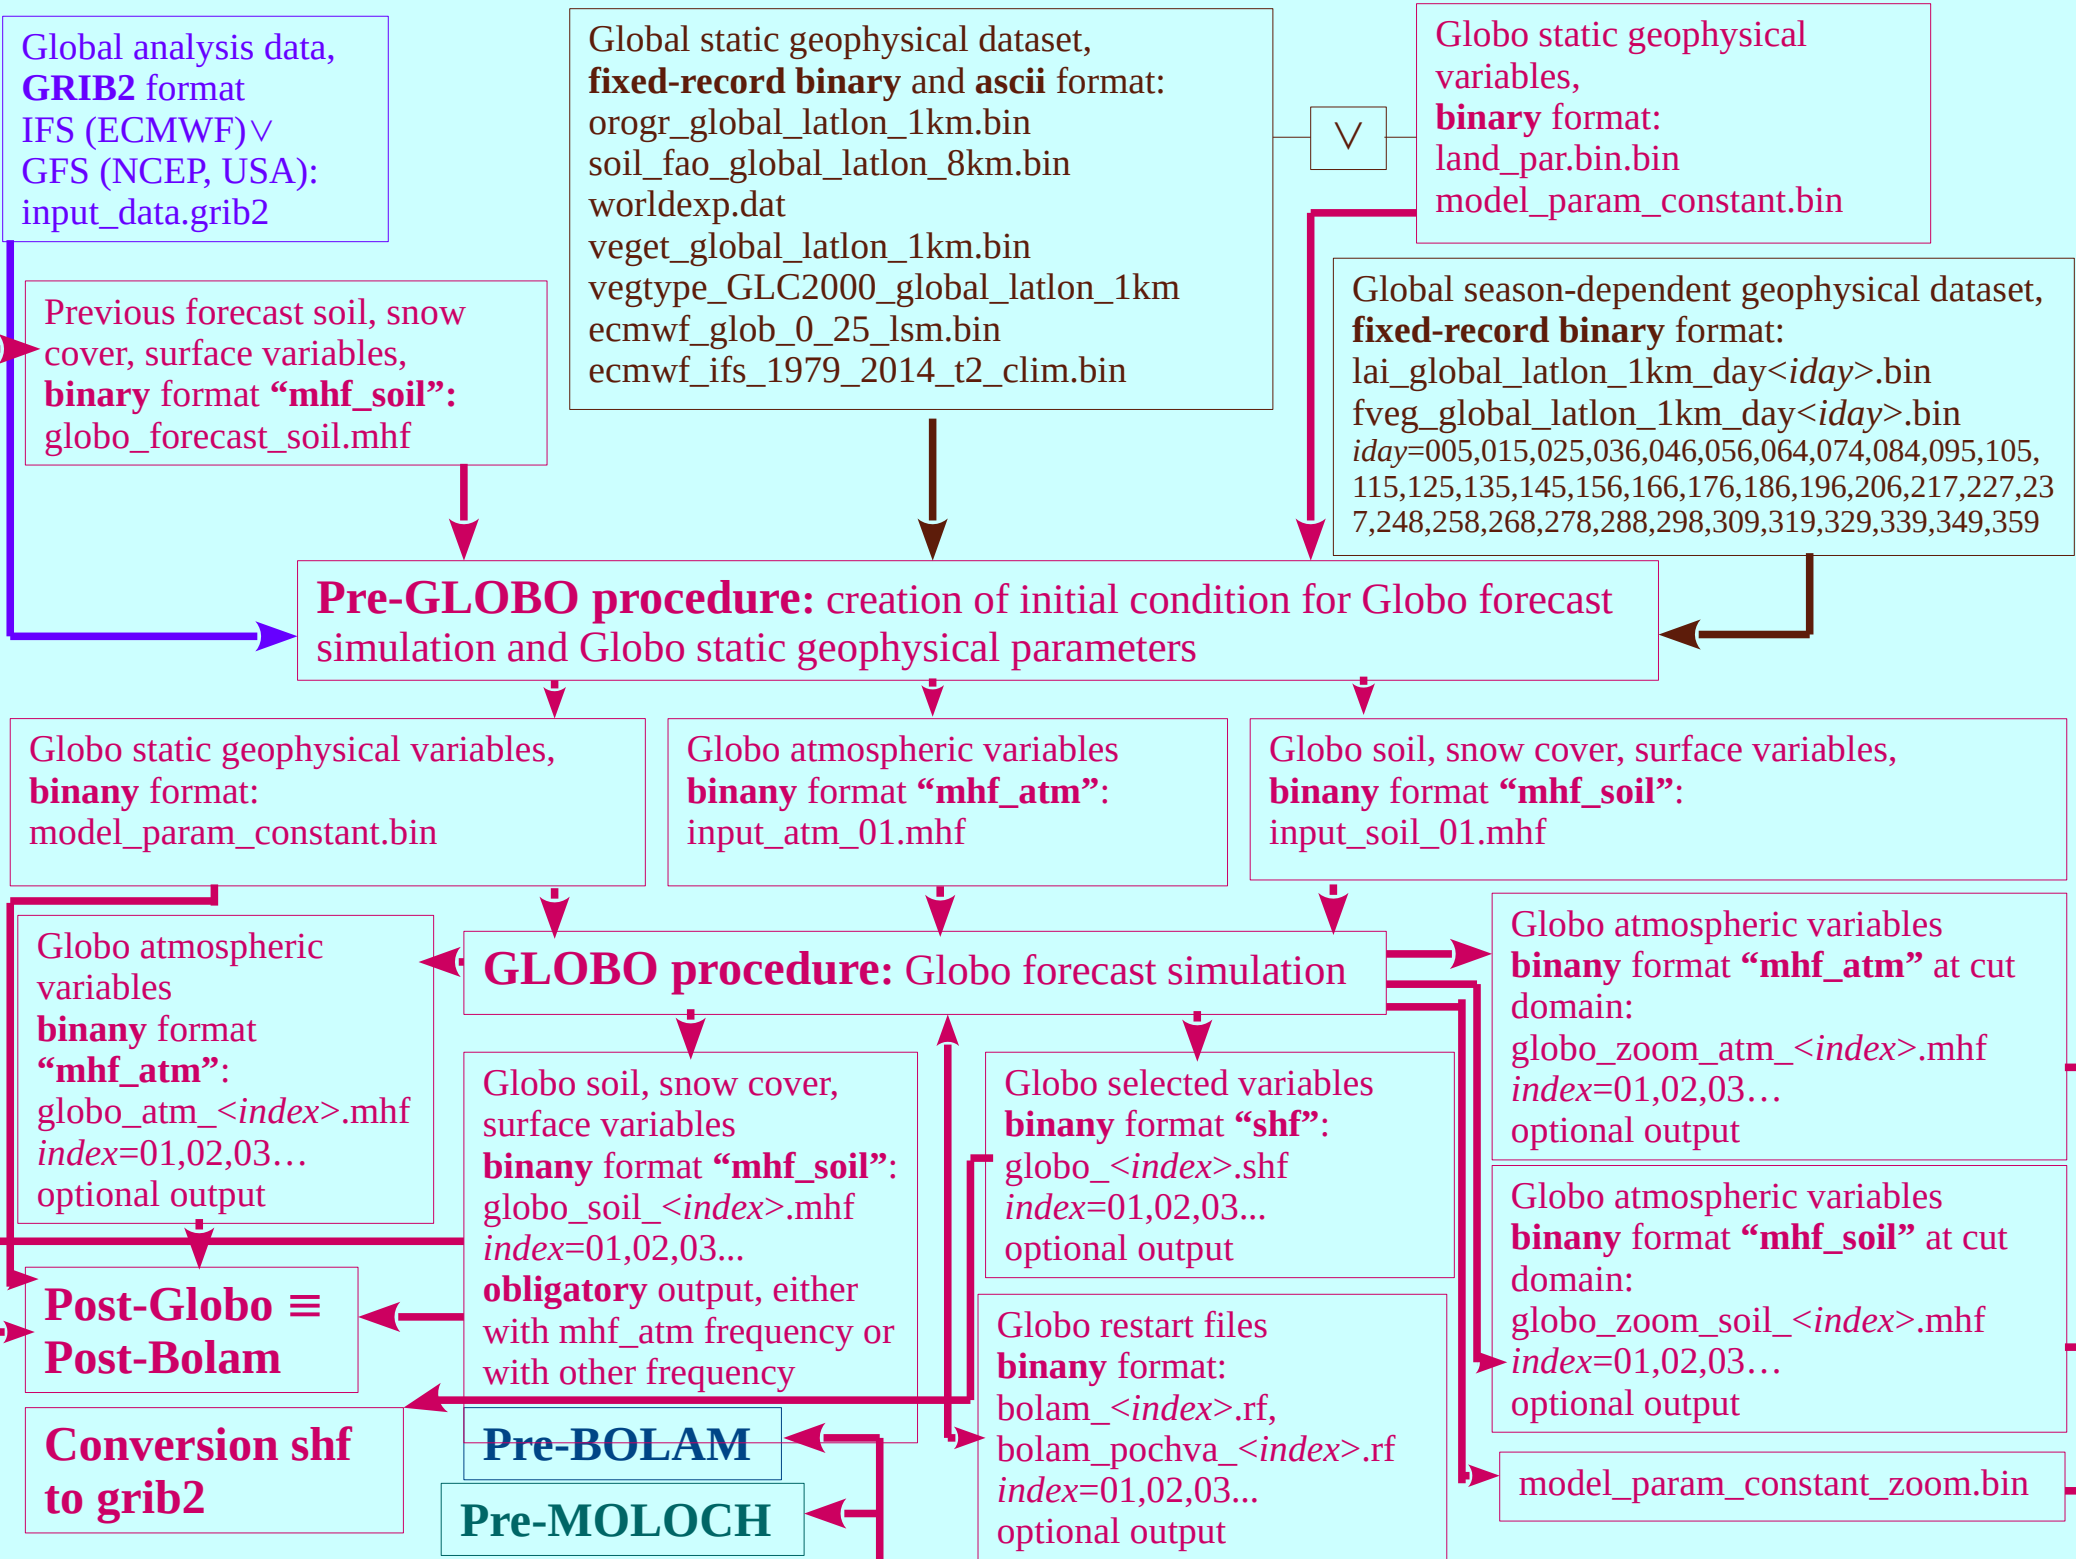 Global analysis data,
GRIB2 format
IFS (ECMWF)∨
GFS (NCEP, USA):
input_data.grib2
Global static geophysical dataset,
fixed-record binary and ascii format:
orogr_global_latlon_1km.bin
soil_fao_global_latlon_8km.bin
worldexp.dat
veget_global_latlon_1km.bin
vegtype_GLC2000_global_latlon_1km
ecmwf_glob_0_25_lsm.bin
ecmwf_ifs_1979_2014_t2_clim.bin
∨
Globo static geophysical
variables,
binary format:
land_par.bin.bin
model_param_constant.bin
Previous forecast soil, snow
cover, surface variables,
binary format “mhf_soil”:
globo_forecast_soil.mhf
Global season-dependent geophysical dataset,
fixed-record binary format:
lai_global_latlon_1km_day<iday>.bin
fveg_global_latlon_1km_day<iday>.bin
iday=005,015,025,036,046,056,064,074,084,095,105,
115,125,135,145,156,166,176,186,196,206,217,227,23
7,248,258,268,278,288,298,309,319,329,339,349,359
Pre-GLOBO procedure: creation of initial condition for Globo forecast
simulation and Globo static geophysical parameters
Globo static geophysical variables,
binany format:
model_param_constant.bin
Globo atmospheric variables
binany format “mhf_atm”:
input_atm_01.mhf
Globo soil, snow cover, surface variables,
binany format “mhf_soil”:
input_soil_01.mhf
Globo atmospheric
variables
binany format
“mhf_atm”:
globo_atm_<index>.mhf
index=01,02,03…
optional output
GLOBO procedure: Globo forecast simulation
Globo atmospheric variables
binany format “mhf_atm” at cut
domain:
globo_zoom_atm_<index>.mhf
index=01,02,03…
optional output
Globo soil, snow cover,
surface variables
binany format “mhf_soil”:
globo_soil_<index>.mhf
index=01,02,03...
obligatory output, either
with mhf_atm frequency or
with other frequency
Globo selected variables
binany format “shf”:
globo_<index>.shf
index=01,02,03...
optional output
Globo atmospheric variables
binany format “mhf_soil” at cut
domain:
globo_zoom_soil_<index>.mhf
index=01,02,03…
optional output
Post-Globo ≡
Post-Bolam
Globo restart files
binany format:
bolam_<index>.rf,
bolam_pochva_<index>.rf
index=01,02,03...
optional output
Conversion shf
to grib2
Pre-BOLAM
Pre-MOLOCH
model_param_constant_zoom.bin